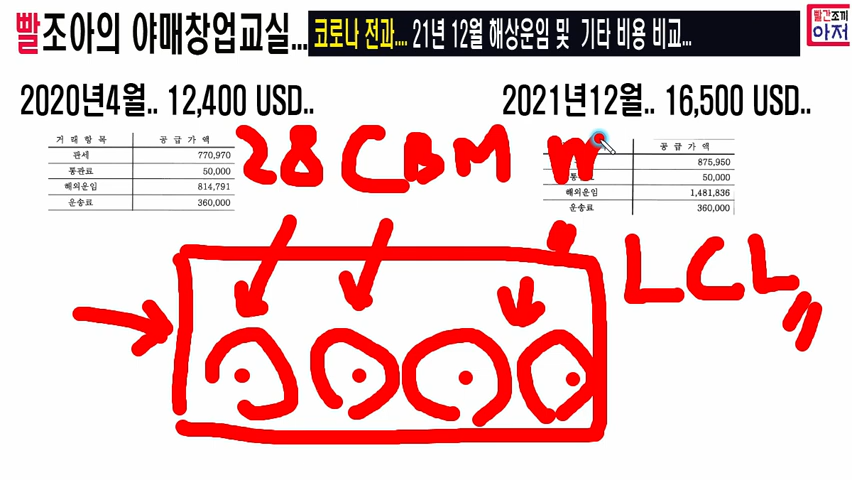 빨조아의 야매창업교실...
코로나 전과.... 21년 12월 해상운임 및 기타 비용 비교...
빨간조끼
아저
2020년4월.. 12,400 USD..
2021년12월.. 16,500 USD..
거래항목 공급가액
관세 770,970
통관료 50,000
해외운임 814,791
운송료 360,000
공급가액
875,950
통료 50,000
해외운임 1,481,836
운송료 360,000
28 CBM
LCL